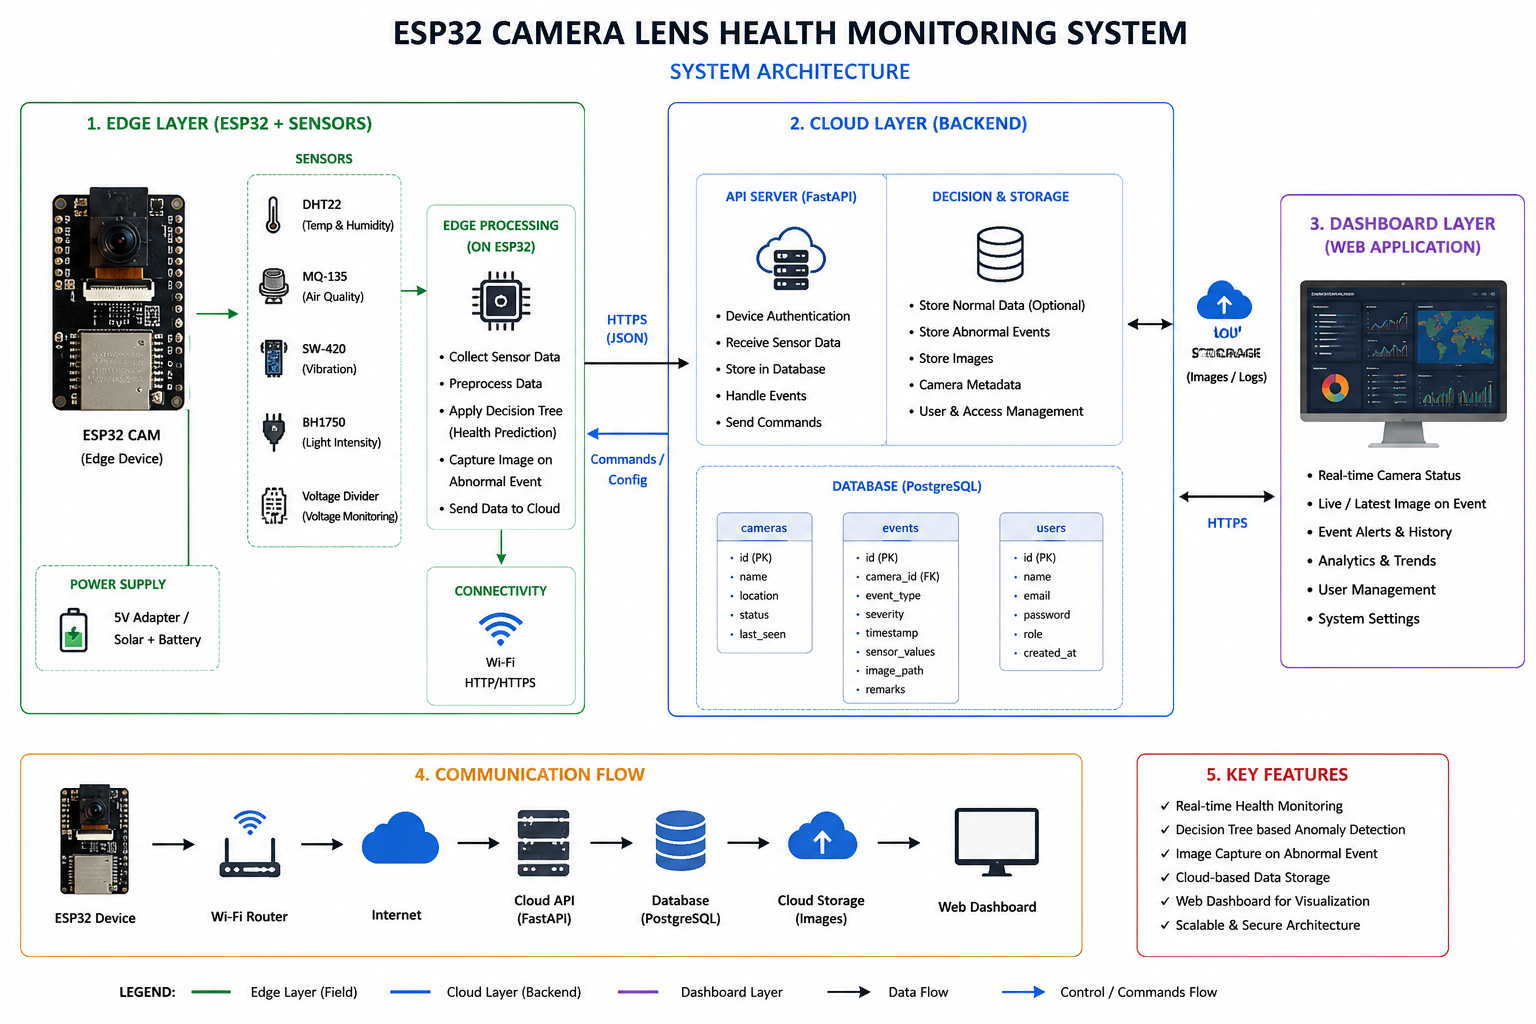 ESP32 CAMERA LENS HEALTH MONITORING SYSTEM
SYSTEM ARCHITECTURE
1. EDGE LAYER (ESP32 + SENSORS)
SENSORS
DHT22
(Temp & Humidity)
MQ-135
(Air Quality)
SW-420
(Vibration)
BH1750
(Light Intensity)
Voltage Divider
(Voltage Monitoring)
ESP32 CAM
(Edge Device)
POWER SUPPLY
5V Adapter /
Solar + Battery
EDGE PROCESSING
(ON ESP32)
• Collect Sensor Data
• Preprocess Data
• Apply Decision Tree
(Health Prediction)
• Capture Image on
Abnormal Event
• Send Data to Cloud
CONNECTIVITY
Wi-Fi
HTTP/HTTPS
HTTPS
(JSON)
Commands /
Config
2. CLOUD LAYER (BACKEND)
API SERVER (FastAPI)
• Device Authentication
• Receive Sensor Data
• Store in Database
• Handle Events
• Send Commands
DECISION & STORAGE
• Store Normal Data (Optional)
• Store Abnormal Events
• Store Images
• Camera Metadata
• User & Access Management
DATABASE (PostgreSQL)
cameras
• id (PK)
• name
• location
• status
• last_seen
events
• id (PK)
• camera_id (FK)
• event_type
• severity
• timestamp
• sensor_values
• image_path
• remarks
users
• id (PK)
• name
• email
• password
• role
• created_at
(Images / Logs)
HTTPS
3. DASHBOARD LAYER
(WEB APPLICATION)
• Real-time Camera Status
• Live / Latest Image on Event
• Event Alerts & History
• Analytics & Trends
• User Management
• System Settings
4. COMMUNICATION FLOW
ESP32 Device
Wi-Fi Router
Internet
Cloud API
(FastAPI)
Database
(PostgreSQL)
Cloud Storage
(Images)
Web Dashboard
5. KEY FEATURES
✓ Real-time Health Monitoring
✓ Decision Tree based Anomaly Detection
✓ Image Capture on Abnormal Event
✓ Cloud-based Data Storage
✓ Web Dashboard for Visualization
✓ Scalable & Secure Architecture
LEGEND:
Edge Layer (Field)
Cloud Layer (Backend)
Dashboard Layer
Data Flow
Control / Commands Flow